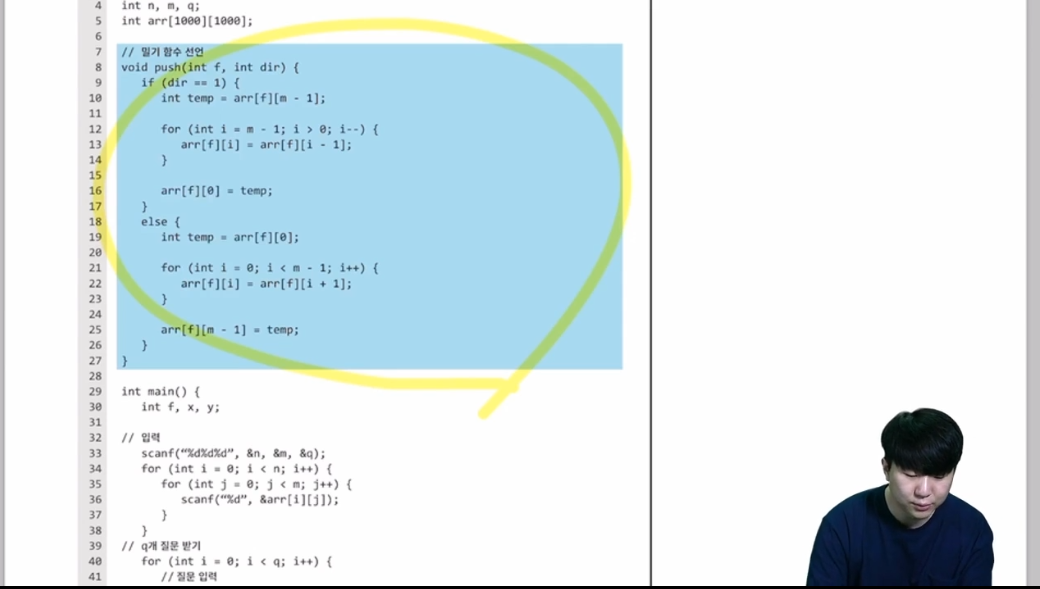 4 int n, m, q;
5 int arr[1000][1000];
6
7 // 밀기 함수 선언
8 void push(int f, int dir) {
9 if (dir == 1) {
10 int temp = arr[f][m - 1];
11
12 for (int i = m - 1; i > 0; i--) {
13 arr[f][i] = arr[f][i - 1];
14 }
15
16 arr[f][0] = temp;
17 }
18 else {
19 int temp = arr[f][0];
20
21 for (int i = 0; i < m - 1; i++) {
22 arr[f][i] = arr[f][i + 1];
23 }
24
25 arr[f][m - 1] = temp;
26 }
27 }
28
29 int main() {
30 int f, x, y;
31
32 // 입력
33 scanf(“%d%d%d”, &n, &m, &q);
34 for (int i = 0; i < n; i++) {
35 for (int j = 0; j < m; j++) {
36 scanf(“%d”, &arr[i][j]);
37 }
38 }
39 // q개 질문 받기
40 for (int i = 0; i < q; i++) {
41 // 질문 입력